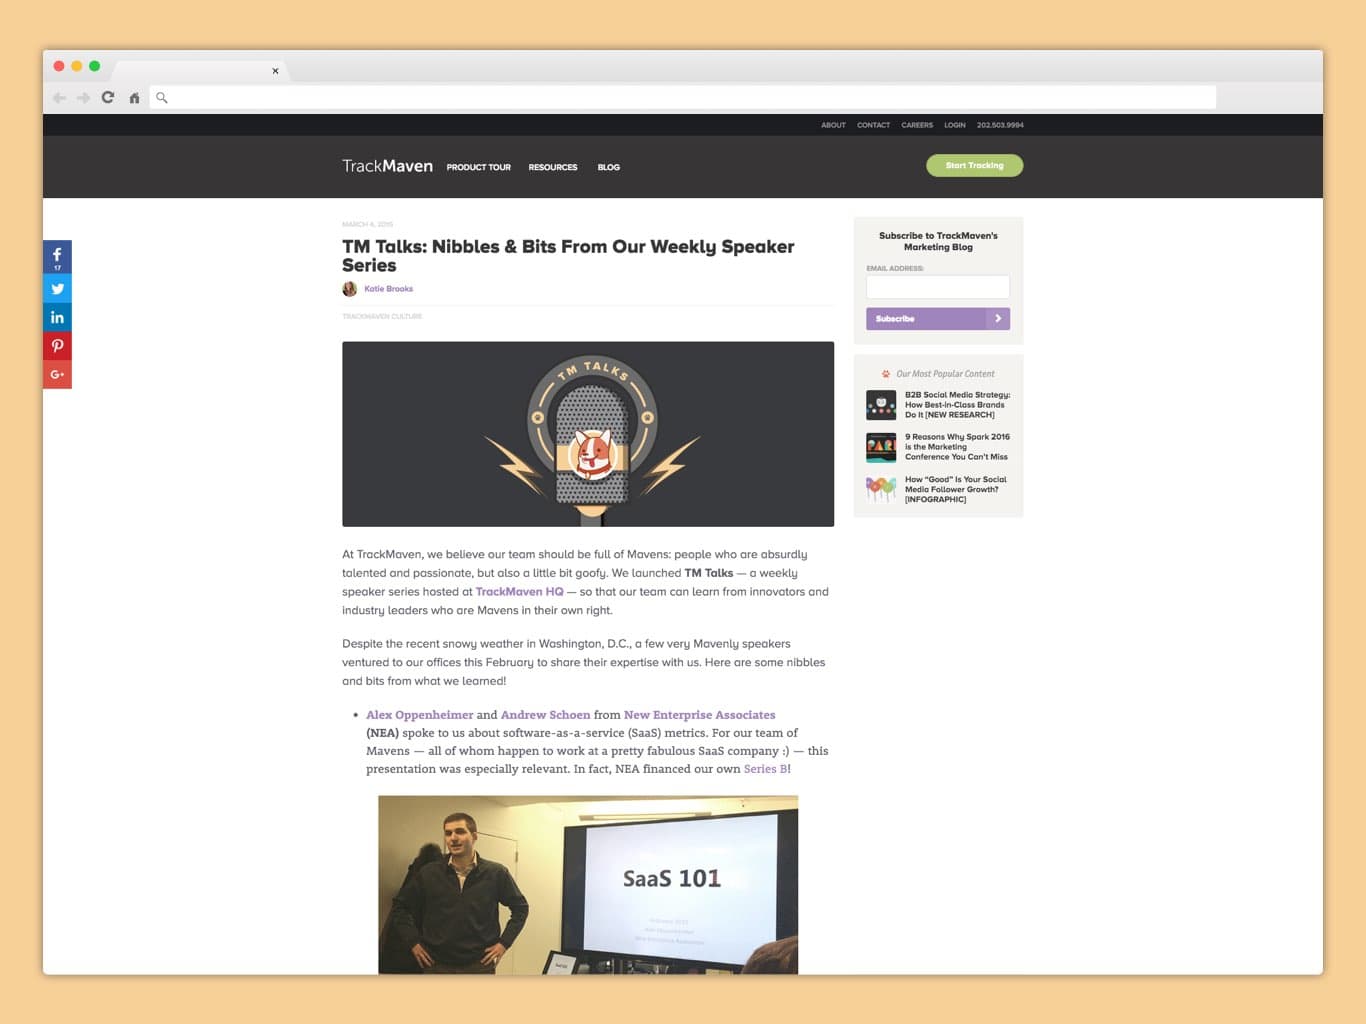 ABOUT CONTACT CAREERS LOGIN 202.503.9994
TrackMaven PRODUCT TOUR RESOURCES BLOG Start Tracking
f
17
in
G+
MARCH 4, 2015
TM Talks: Nibbles & Bits From Our Weekly Speaker
Series
Katie Brooks
TRACKMAVEN CULTURE
TM TALKS
At TrackMaven, we believe our team should be full of Mavens: people who are absurdly
talented and passionate, but also a little bit goofy. We launched TM Talks — a weekly
speaker series hosted at TrackMaven HQ — so that our team can learn from innovators and
industry leaders who are Mavens in their own right.
Despite the recent snowy weather in Washington, D.C., a few very Mavenly speakers
ventured to our offices this February to share their expertise with us. Here are some nibbles
and bits from what we learned!
• Alex Oppenheimer and Andrew Schoen from New Enterprise Associates
(NEA) spoke to us about software-as-a-service (SaaS) metrics. For our team of
Mavens — all of whom happen to work at a pretty fabulous SaaS company :) — this
presentation was especially relevant. In fact, NEA financed our own Series B!
SaaS 101
February 2015
Alex Oppenheimer
New Enterprise Associates
Subscribe to TrackMaven's
Marketing Blog
EMAIL ADDRESS:
Subscribe
Our Most Popular Content
B2B Social Media Strategy:
How Best-in-Class Brands
Do It [NEW RESEARCH]
9 Reasons Why Spark 2016
is the Marketing
Conference You Can't Miss
How “Good” Is Your Social
Media Follower Growth?
[INFOGRAPHIC]